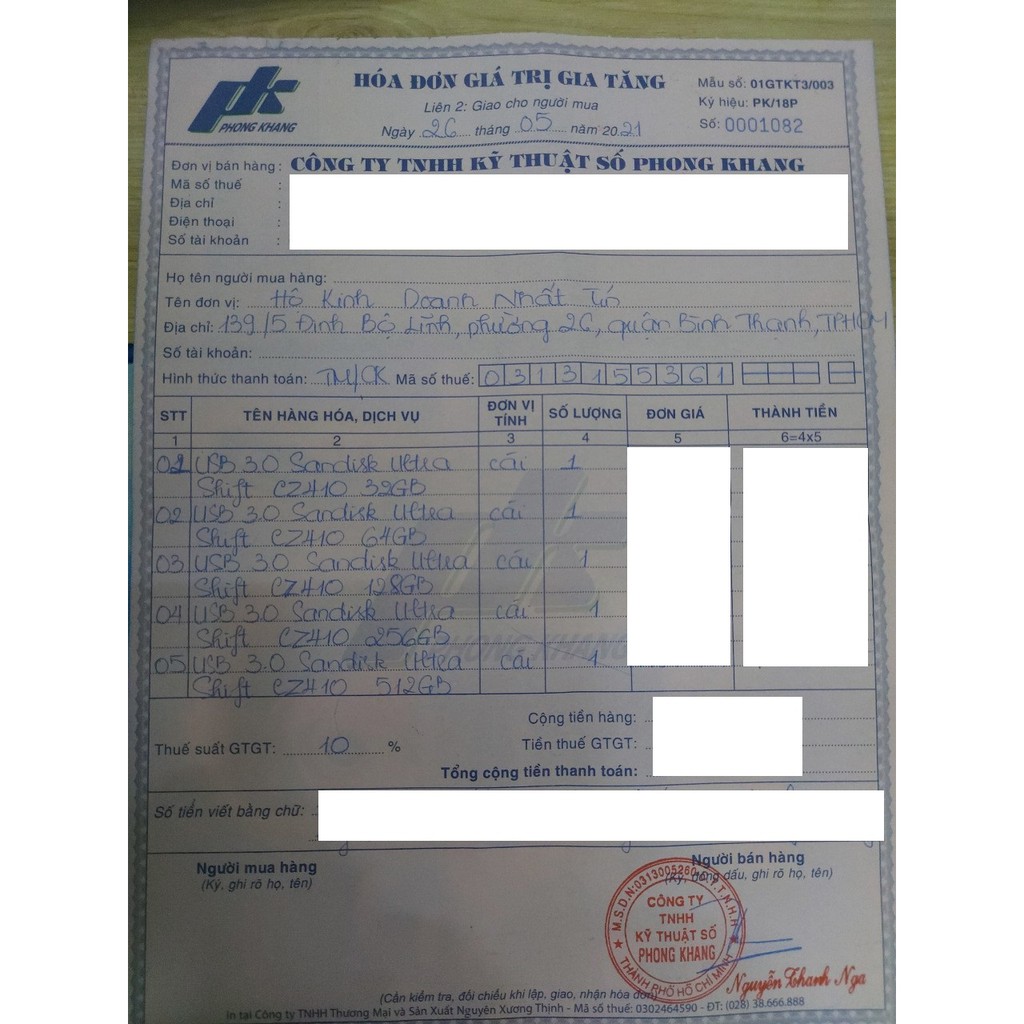 PHONG KHANG
HÓA ĐƠN GIÁ TRỊ GIA TĂNG
Liên 2: Giao cho người mua
Ngày 26 tháng 05 năm 2021
Mẫu số: 01GTKT3/003
Ký hiệu: PK/18P
Số: 0001082
Đơn vị bán hàng: CÔNG TY TNHH KỸ THUẬT SỐ PHONG KHANG
Mã số thuế :
Địa chỉ :
Điện thoại :
Số tài khoản :
Họ tên người mua hàng:
Tên đơn vị: Hộ Kinh Doanh Nhất Tín
Địa chỉ: 139/5 Đinh Bộ Lĩnh, phường 26, quận Bình Thạnh, TPHCM
Số tài khoản:
Hình thức thanh toán: TM/CK Mã số thuế: 0313155361
STT TÊN HÀNG HÓA, DỊCH VỤ ĐƠN VỊ TÍNH SỐ LƯỢNG ĐƠN GIÁ THÀNH TIỀN
1 2 3 4 5 6=4x5
01 USB 3.0 Sandisk Ultra cái 1
Shift CZ410 32GB
02 USB 3.0 Sandisk Ultra cái 1
Shift CZ410 64GB
03 USB 3.0 Sandisk Ultra cái 1
Shift CZ410 128GB
04 USB 3.0 Sandisk Ultra cái 1
Shift CZ410 256GB
05 USB 3.0 Sandisk Ultra cái 1
Shift CZ410 512GB
PHONG KHANG
Cộng tiền hàng:
Thuế suất GTGT: 10 % Tiền thuế GTGT:
Tổng cộng tiền thanh toán:
Số tiền viết bằng chữ:
Người mua hàng
(Ký, ghi rõ họ, tên)
Người bán hàng
(Ký, đóng dấu, ghi rõ họ, tên)
M.S.D.N:0313005260-C.T.T.N.H.H
CÔNG TY
TNHH
KỸ THUẬT SỐ
PHONG KHANG
THÀNH PHỐ HỒ CHÍ MINH
Nguyễn Thanh Nga
(Cần kiểm tra, đối chiếu khi lập, giao, nhận hóa đơn)
In tại Công ty TNHH Thương Mại và Sản Xuất Nguyên Xương Thịnh - Mã số thuế: 0302464590 - ĐT: (028) 38.666.888